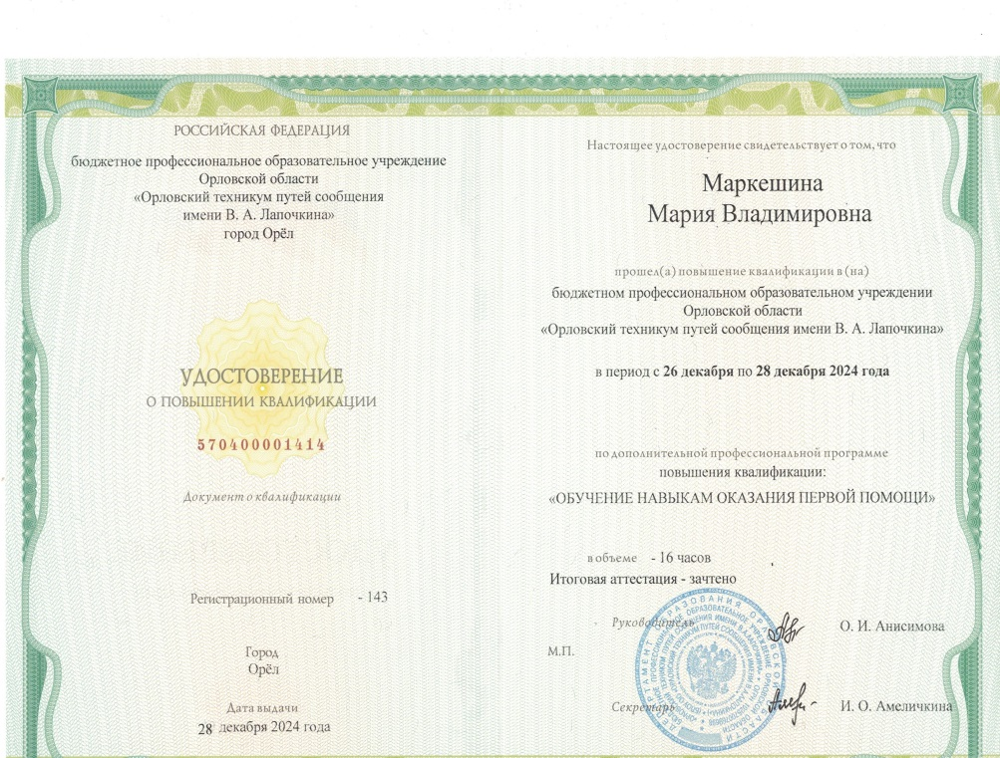 РОССИЙСКАЯ ФЕДЕРАЦИЯ
бюджетное профессиональное образовательное учреждение
Орловской области
«Орловский техникум путей сообщения
имени В. А. Лапочкина»
город Орёл
УДОСТОВЕРЕНИЕ
О ПОВЫШЕНИИ КВАЛИФИКАЦИИ
570400001414
Документ о квалификации
Регистрационный номер - 143
Город
Орёл
Дата выдачи
28 декабря 2024 года
Настоящее удостоверение свидетельствует о том, что
Маркешина
Мария Владимировна
прошел(а) повышение квалификации в (на)
бюджетном профессиональном образовательном учреждении
Орловской области
«Орловский техникум путей сообщения имени В. А. Лапочкина»
в период с 26 декабря по 28 декабря 2024 года
по дополнительной профессиональной программе
повышения квалификации:
«ОБУЧЕНИЕ НАВЫКАМ ОКАЗАНИЯ ПЕРВОЙ ПОМОЩИ»
в объеме - 16 часов
Итоговая аттестация - зачтено
Руководитель О. И. Анисимова
М.П.
Секретарь И. О. Амеличкина